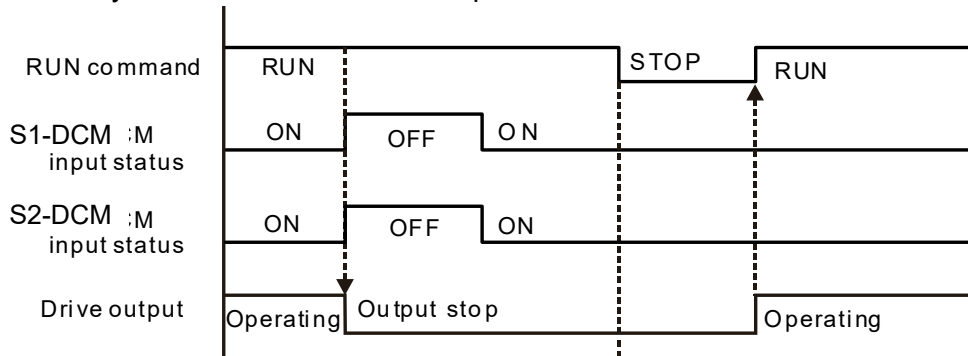 RUN command RUN STOP RUN
S1-DCM :M ON OFF ON
input status
S2-DCM :M ON OFF ON
input status
Drive output Operating Output stop Operating